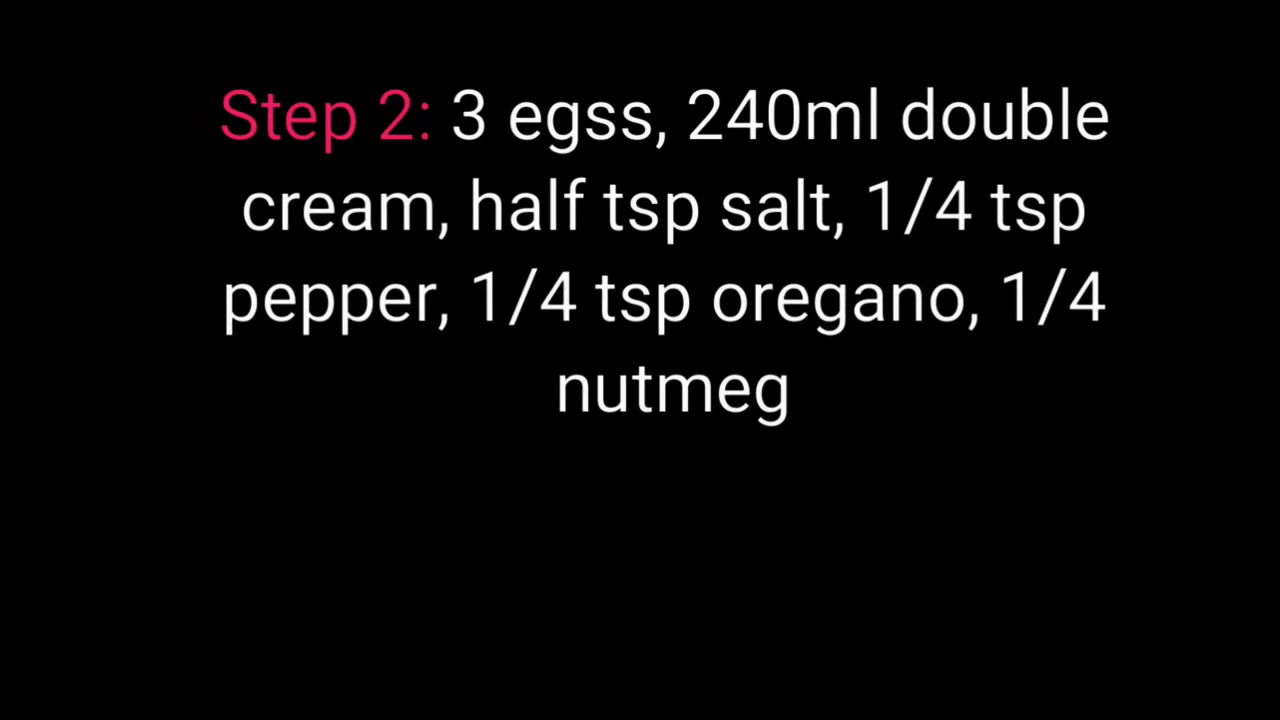 Step 2: 3 egss, 240ml double
cream, half tsp salt, 1/4 tsp
pepper, 1/4 tsp oregano, 1/4
nutmeg